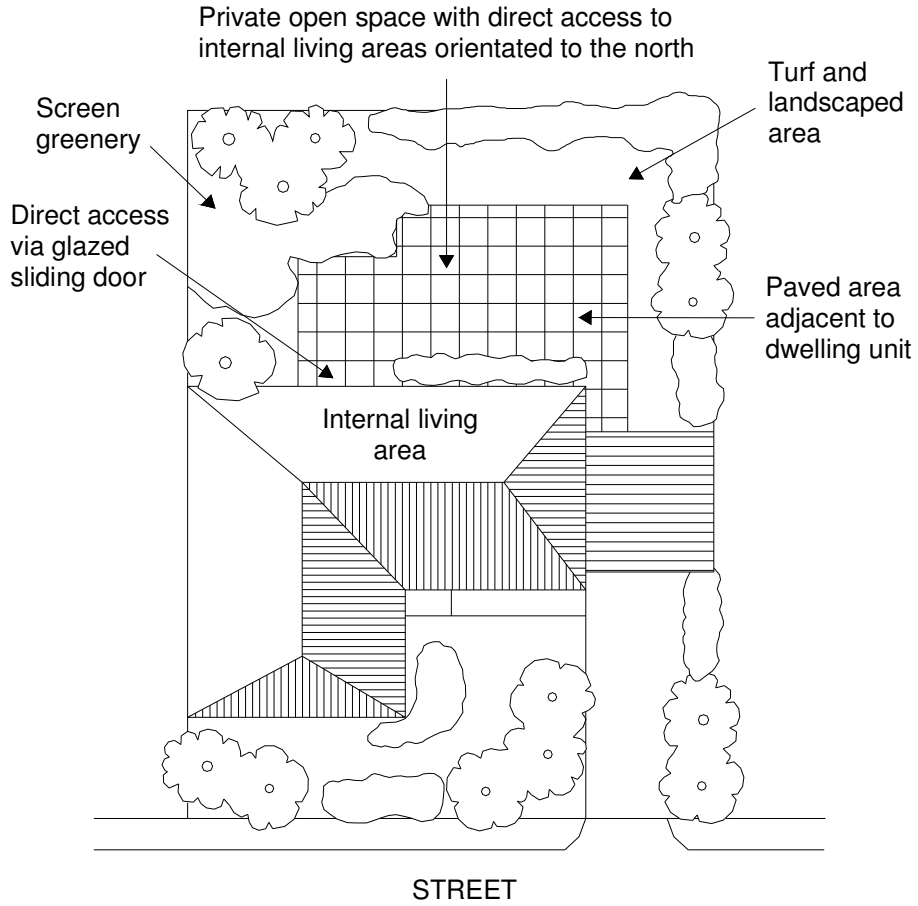 Private open space with direct access to
internal living areas orientated to the north
Turf and
landscaped
area
Screen
greenery
Direct access
via glazed
sliding door
Paved area
adjacent to
dwelling unit
Internal living
area
STREET